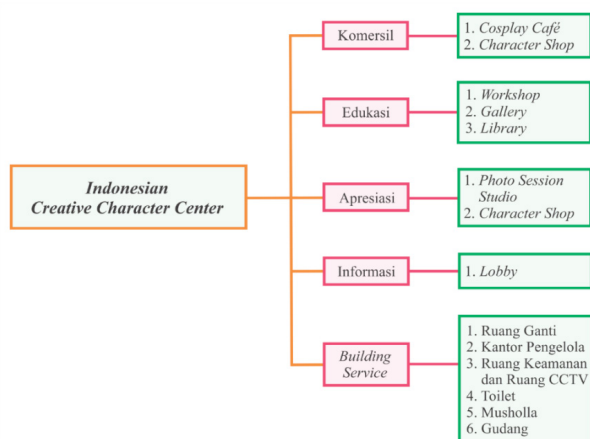 Indonesian
Creative Character Center
Komersil
1. Cosplay Café
2. Character Shop
Edukasi
1. Workshop
2. Gallery
3. Library
Apresiasi
1. Photo Session
Studio
2. Character Shop
Informasi
1. Lobby
Building
Service
1. Ruang Ganti
2. Kantor Pengelola
3. Ruang Keamanan
dan Ruang CCTV
4. Toilet
5. Musholla
6. Gudang